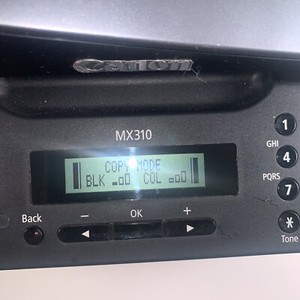 Canon
MX310
COPY MODE
BLK COL
1
GHI
4
PQRS
7
*
Tone
Back
− OK +